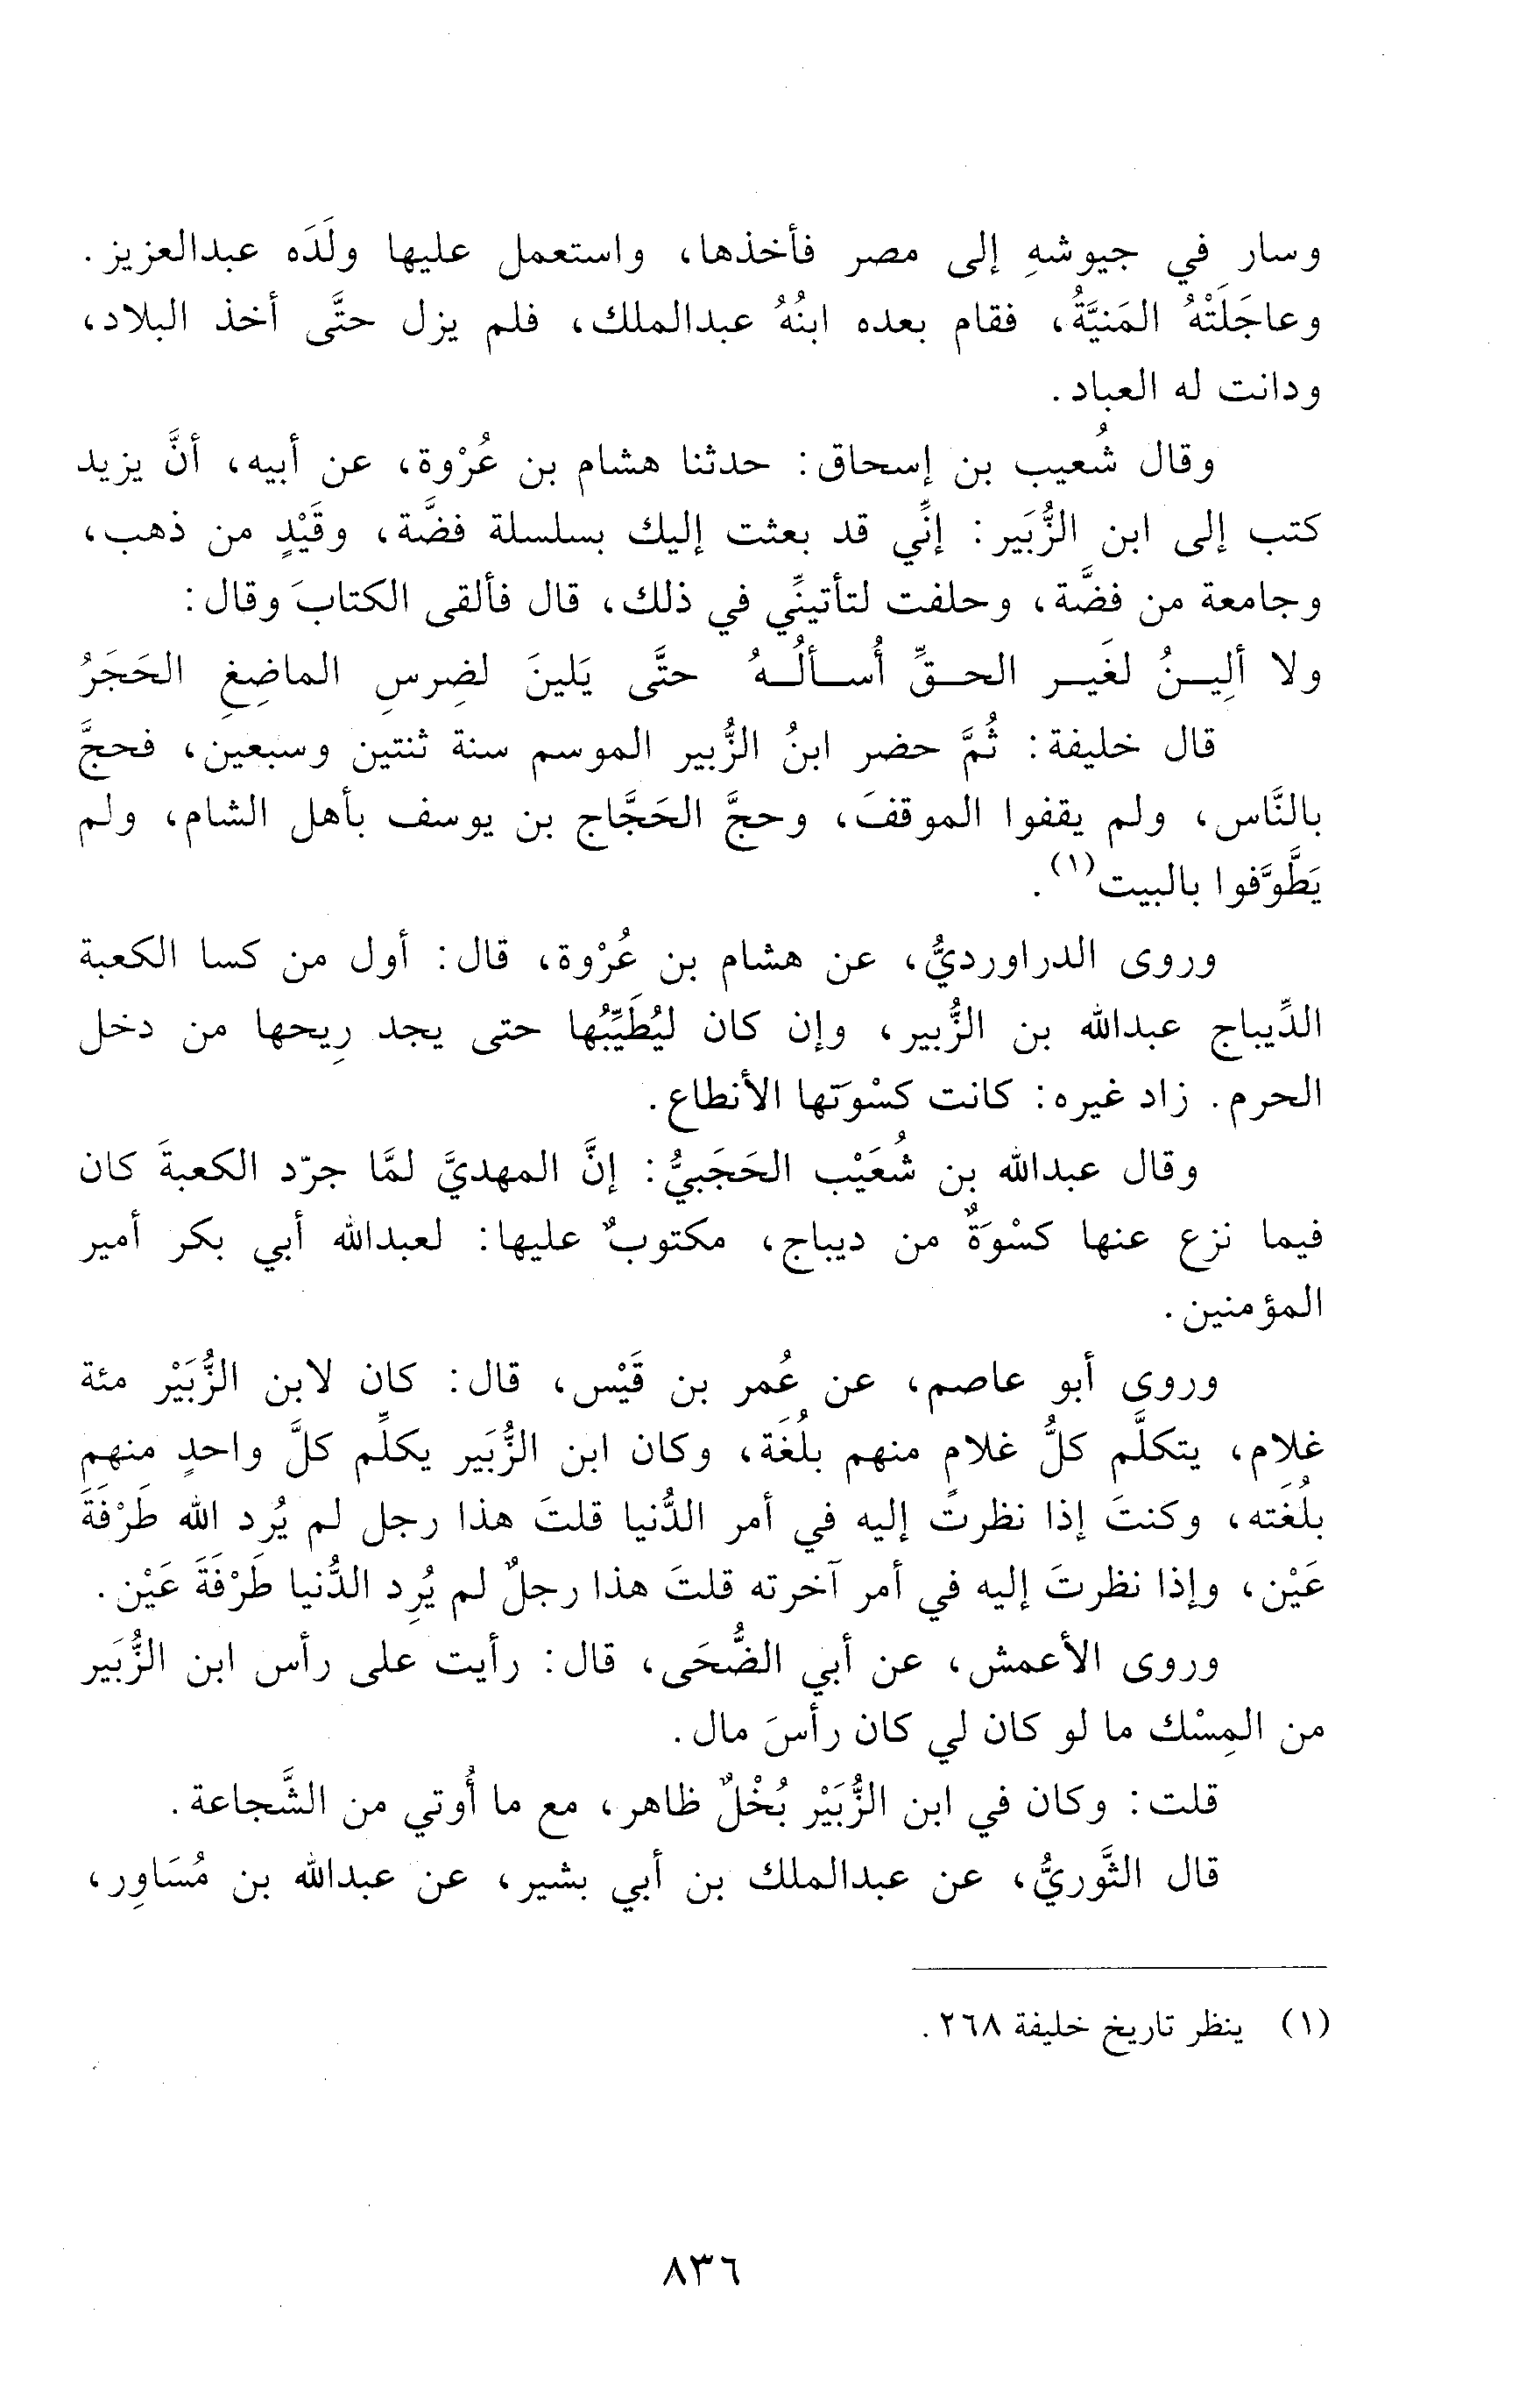 وسار في جيوشهِ إلى مصر فأخذها، واستعمل عليها ولَدَه عبدالعزيز.
وعاجَلَتْهُ المَنيَّةُ، فقام بعده ابنُهُ عبدالملك، فلم يزل حتَّى أخذ البلاد،
ودانت له العباد.
وقال شُعيب بن إسحاق: حدثنا هشام بن عُرْوة، عن أبيه، أنَّ يزيد
كتب إلى ابن الزُّبَير: إنِّي قد بعثت إليك بسلسلة فضَّة، وقَيْدٍ من ذهب،
وجامعة من فضَّة، وحلفت لتأتينِّي في ذلك، قال فألقى الكتابَ وقال:
ولا ألِيـنُ لغَيـر الحـقِّ أُسـألُـهُ حتَّى يَلينَ لضِرسِ الماضِغِ الحَجَرُ
قال خليفة: ثُمَّ حضر ابنُ الزُّبير الموسم سنة ثنتين وسبعين، فحجَّ
بالنَّاس، ولم يقفوا الموقفَ، وحجَّ الحَجَّاج بن يوسف بأهل الشام، ولم
يَطَّوَّفوا بالبيت(١).
وروى الدراورديُّ، عن هشام بن عُرْوة، قال: أول من كسا الكعبة
الدِّيباج عبدالله بن الزُّبير، وإن كان ليُطَيِّبُها حتى يجد رِيحها من دخل
الحرم. زاد غيره: كانت كسْوَتها الأنطاع.
وقال عبدالله بن شُعَيْب الحَجَبيُّ: إنَّ المهديَّ لمَّا جرّد الكعبةَ كان
فيما نزع عنها كسْوَةٌ من ديباج، مكتوبٌ عليها: لعبدالله أبي بكر أمير
المؤمنين.
وروى أبو عاصم، عن عُمر بن قَيْس، قال: كان لابن الزُّبَيْر مئة
غلام، يتكلَّم كلُّ غلامٍ منهم بلُغَة، وكان ابن الزُّبَير يكلِّم كلَّ واحدٍ منهم
بلُغَته، وكنتَ إذا نظرتَ إليه في أمر الدُّنيا قلتَ هذا رجل لم يُرد الله طَرْفَةَ
عَيْن، وإذا نظرتَ إليه في أمر آخرته قلتَ هذا رجلٌ لم يُرِد الدُّنيا طَرْفَةَ عَيْن.
وروى الأعمش، عن أبي الضُّحَى، قال: رأيت على رأس ابن الزُّبَير
من المِسْك ما لو كان لي كان رأسَ مال.
قلت: وكان في ابن الزُّبَيْر بُخْلٌ ظاهر، مع ما أُوتي من الشَّجاعة.
قال الثَّوريُّ، عن عبدالملك بن أبي بشير، عن عبدالله بن مُسَاوِر،
(١) ينظر تاريخ خليفة ٢٦٨.
٨٣٦